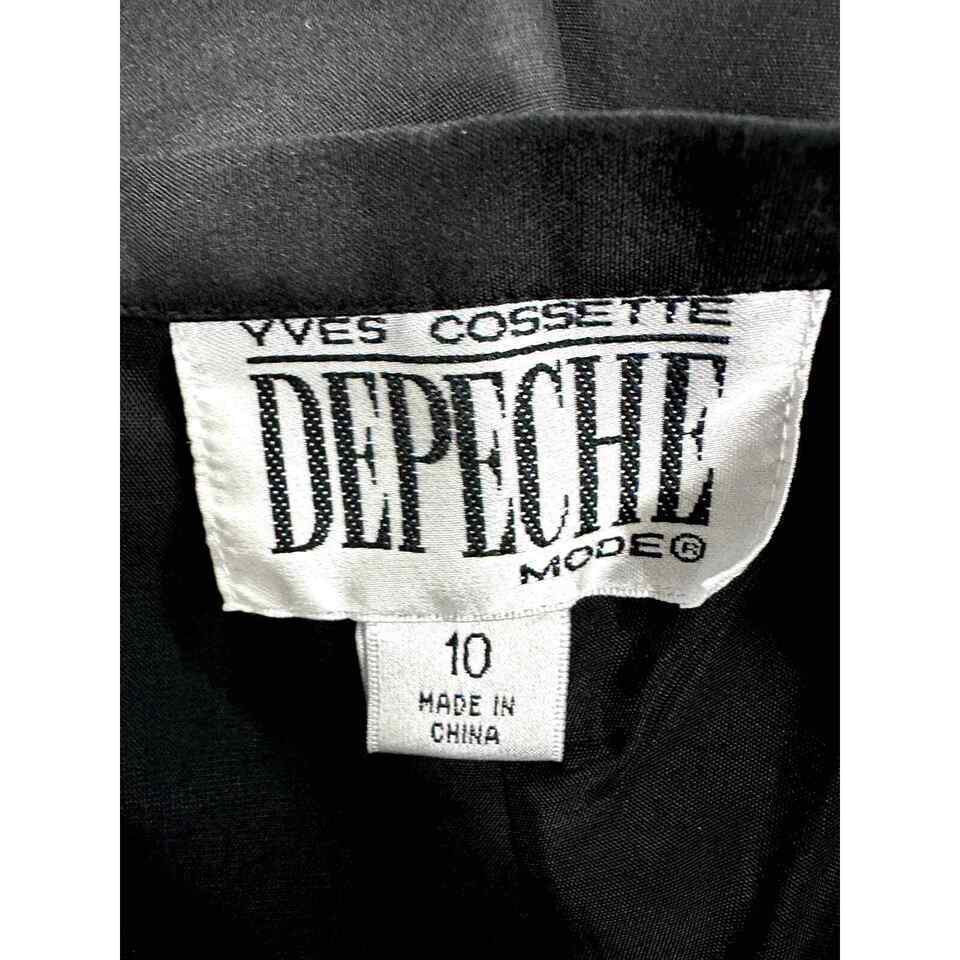 YVES COSSETTE
DEPECHE
MODE®
10
MADE IN
CHINA